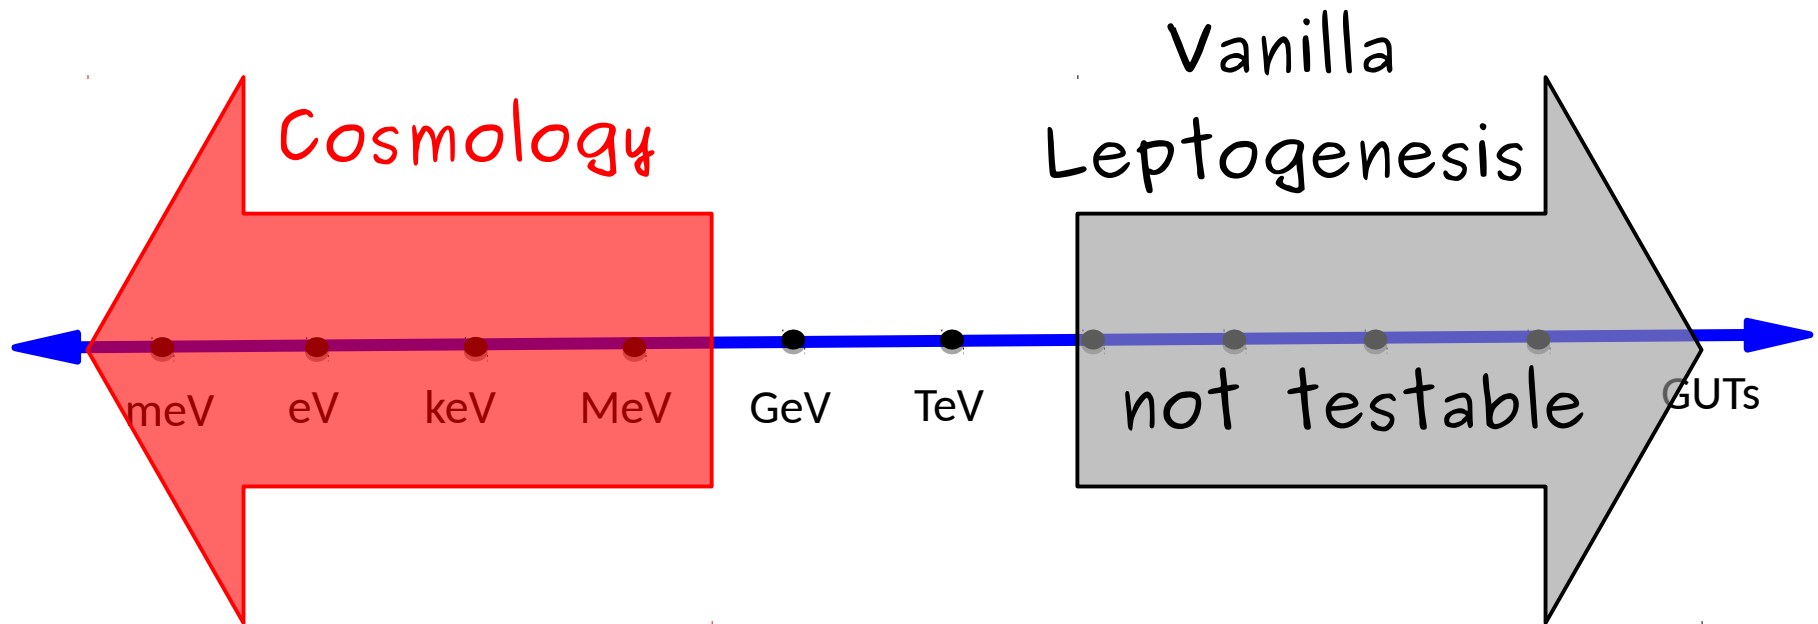 Vanilla
Cosmology Leptogenesis
meV eV keV MeV GeV TeV not testable GUTs